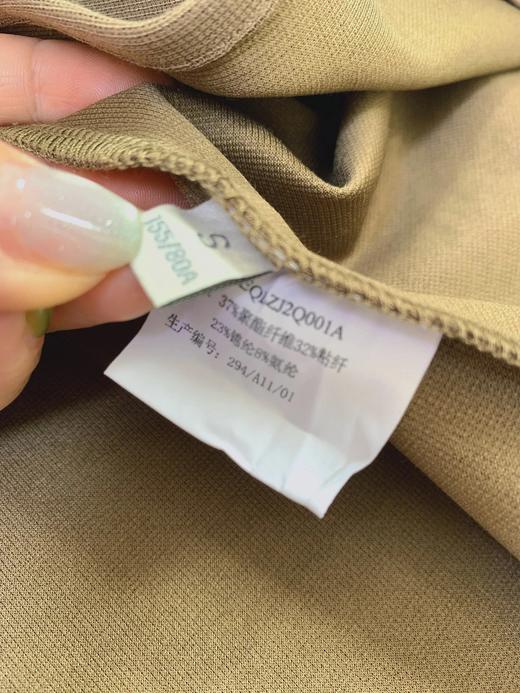 S
155/80A
EQLZJ2Q001A
: 37%聚酯纤维32%粘纤
23%锦纶8%氨纶
生产编号: 294/A11/01